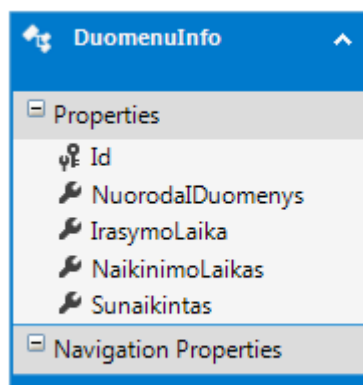 DuomenuInfo
Properties
Id
NuorodaIDuomenys
IrasymoLaika
NaikinimoLaikas
Sunaikintas
Navigation Properties